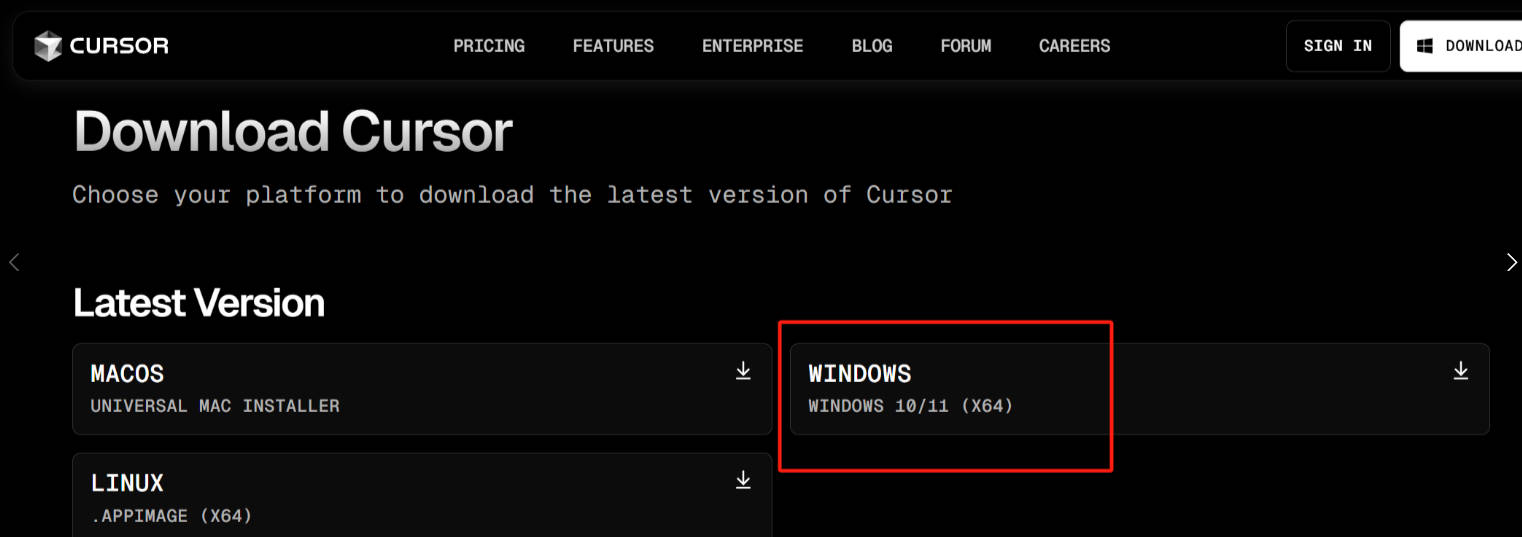 CURSOR PRICING FEATURES ENTERPRISE BLOG FORUM CAREERS SIGN IN DOWNLOAD
Download Cursor
Choose your platform to download the latest version of Cursor
Latest Version
MACOS
UNIVERSAL MAC INSTALLER
WINDOWS
WINDOWS 10/11 (X64)
LINUX
.APPIMAGE (X64)